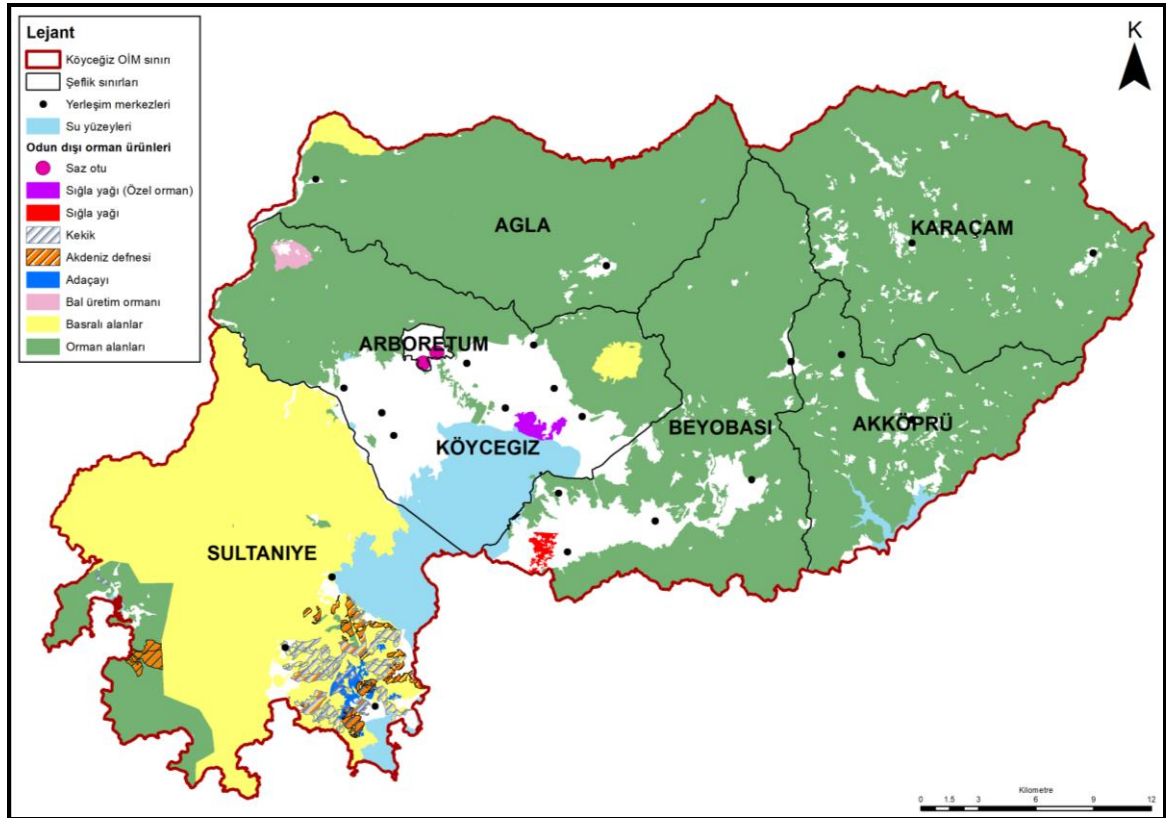 Lejant
Köyceğiz OİM sınırı
Şeflik sınırları
Yerleşim merkezleri
Su yüzeyleri
Odun dışı orman ürünleri
Saz otu
Sığla yağı (Özel orman)
Sığla yağı
Kekik
Akdeniz defnesi
Adaçayı
Bal üretim ormanı
Basralı alanlar
Orman alanları
K
AGLA
KARAÇAM
ARBORETUM
BEYOBASI
AKKÖPRÜ
KÖYCEGIZ
SULTANIYE
Kilometre
0 1.5 3 6 9 12